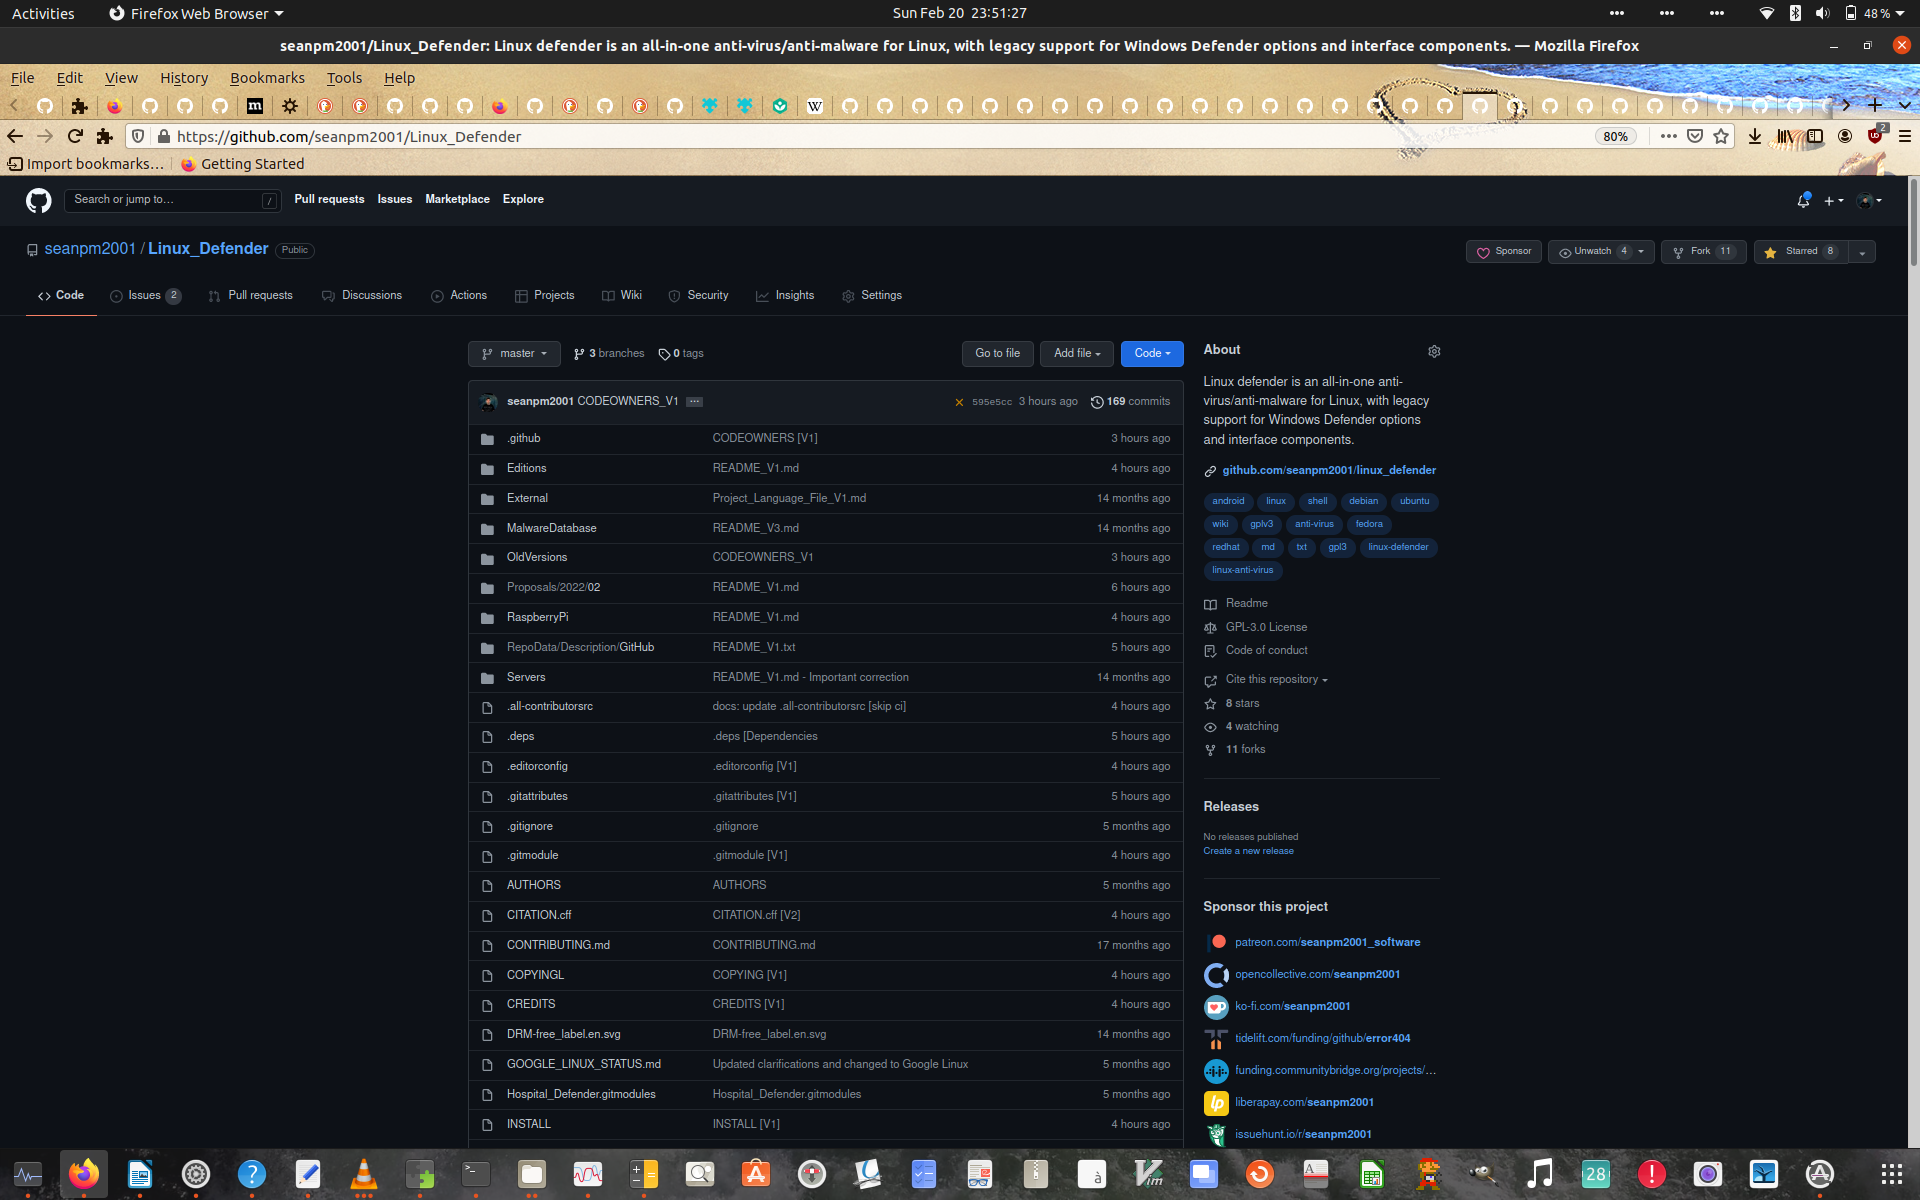 Activities Firefox Web Browser Sun Feb 20 23:51:27 48 %
seanpm2001/Linux_Defender: Linux defender is an all-in-one anti-virus/anti-malware for Linux, with legacy support for Windows Defender options and interface components. — Mozilla Firefox
File Edit View History Bookmarks Tools Help
https://github.com/seanpm2001/Linux_Defender 80% 2
Import bookmarks... Getting Started
Search or jump to... / Pull requests Issues Marketplace Explore
seanpm2001 / Linux_Defender Public Sponsor Unwatch 4 Fork 11 Starred 8
Code Issues 2 Pull requests Discussions Actions Projects Wiki Security Insights Settings
master 3 branches 0 tags Go to file Add file Code
seanpm2001 CODEOWNERS_V1 ... 595e5cc 3 hours ago 169 commits
.github CODEOWNERS [V1] 3 hours ago
Editions README_V1.md 4 hours ago
External Project_Language_File_V1.md 14 months ago
MalwareDatabase README_V3.md 14 months ago
OldVersions CODEOWNERS_V1 3 hours ago
Proposals/2022/02 README_V1.md 6 hours ago
RaspberryPi README_V1.md 4 hours ago
RepoData/Description/GitHub README_V1.txt 5 hours ago
Servers README_V1.md - Important correction 14 months ago
.all-contributorsrc docs: update .all-contributorsrc [skip ci] 4 hours ago
.deps .deps [Dependencies 5 hours ago
.editorconfig .editorconfig [V1] 4 hours ago
.gitattributes .gitattributes [V1] 5 hours ago
.gitignore .gitignore 5 months ago
.gitmodule .gitmodule [V1] 4 hours ago
AUTHORS AUTHORS 5 months ago
CITATION.cff CITATION.cff [V2] 4 hours ago
CONTRIBUTING.md CONTRIBUTING.md 17 months ago
COPYINGL COPYING [V1] 4 hours ago
CREDITS CREDITS [V1] 4 hours ago
DRM-free_label.en.svg DRM-free_label.en.svg 14 months ago
GOOGLE_LINUX_STATUS.md Updated clarifications and changed to Google Linux 5 months ago
Hospital_Defender.gitmodules Hospital_Defender.gitmodules 5 months ago
INSTALL INSTALL [V1] 4 hours ago
About
Linux defender is an all-in-one anti-
virus/anti-malware for Linux, with legacy
support for Windows Defender options
and interface components.
github.com/seanpm2001/linux_defender
android linux shell debian ubuntu
wiki gplv3 anti-virus fedora
redhat md txt gpl3 linux-defender
linux-anti-virus
Readme
GPL-3.0 License
Code of conduct
Cite this repository
8 stars
4 watching
11 forks
Releases
No releases published
Create a new release
Sponsor this project
patreon.com/seanpm2001_software
opencollective.com/seanpm2001
ko-fi.com/seanpm2001
tidelift.com/funding/github/error404
funding.communitybridge.org/projects/...
liberapay.com/seanpm2001
issuehunt.io/r/seanpm2001
28